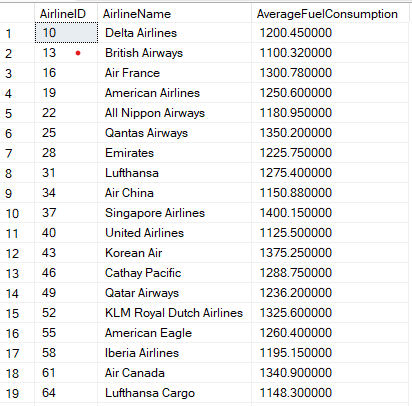 AirlineID AirlineName AverageFuelConsumption
1 10 Delta Airlines 1200.450000
2 13 British Airways 1100.320000
3 16 Air France 1300.780000
4 19 American Airlines 1250.600000
5 22 All Nippon Airways 1180.950000
6 25 Qantas Airways 1350.200000
7 28 Emirates 1225.750000
8 31 Lufthansa 1275.400000
9 34 Air China 1150.880000
10 37 Singapore Airlines 1400.150000
11 40 United Airlines 1125.500000
12 43 Korean Air 1375.250000
13 46 Cathay Pacific 1288.750000
14 49 Qatar Airways 1236.200000
15 52 KLM Royal Dutch Airlines 1325.600000
16 55 American Eagle 1260.400000
17 58 Iberia Airlines 1195.150000
18 61 Air Canada 1340.900000
19 64 Lufthansa Cargo 1148.300000